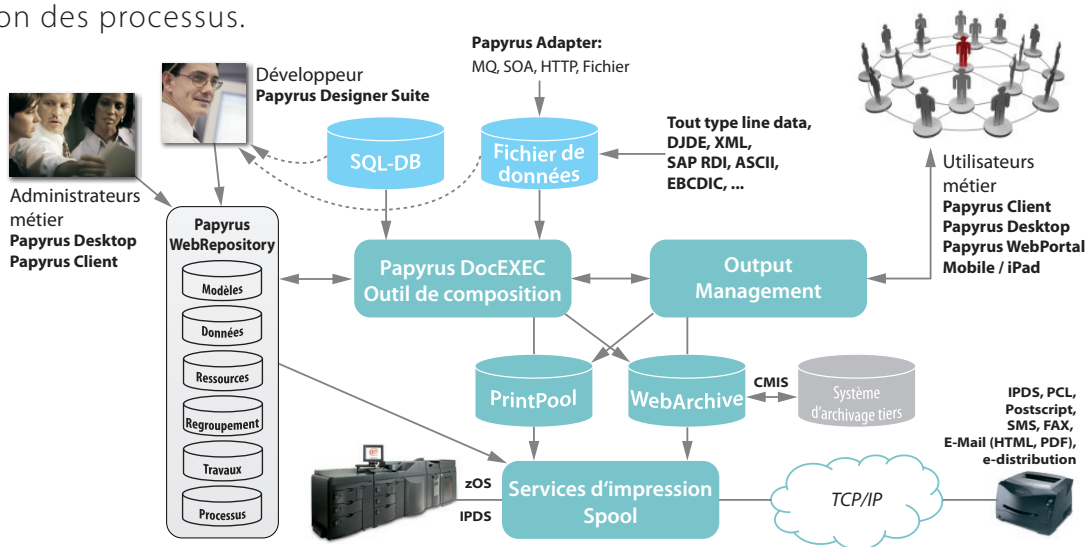 on des processus.
Papyrus Adapter:
MQ, SOA, HTTP, Fichier
Développeur
Papyrus Designer Suite
SQL-DB
Fichier de
données
Tout type line data,
DJDE, XML,
SAP RDI, ASCII,
EBCDIC, ...
Utilisateurs
métier
Papyrus Client
Papyrus Desktop
Papyrus WebPortal
Mobile / iPad
Administrateurs
métier
Papyrus Desktop
Papyrus Client
Papyrus
WebRepository
Modèles
Données
Ressources
Regroupement
Travaux
Processus
Papyrus DocEXEC
Outil de composition
Output
Management
PrintPool
WebArchive
CMIS
Système
d'archivage tiers
IPDS, PCL,
Postscript,
SMS, FAX,
E-Mail (HTML, PDF),
e-distribution
zOS
IPDS
Services d'impression
Spool
TCP/IP